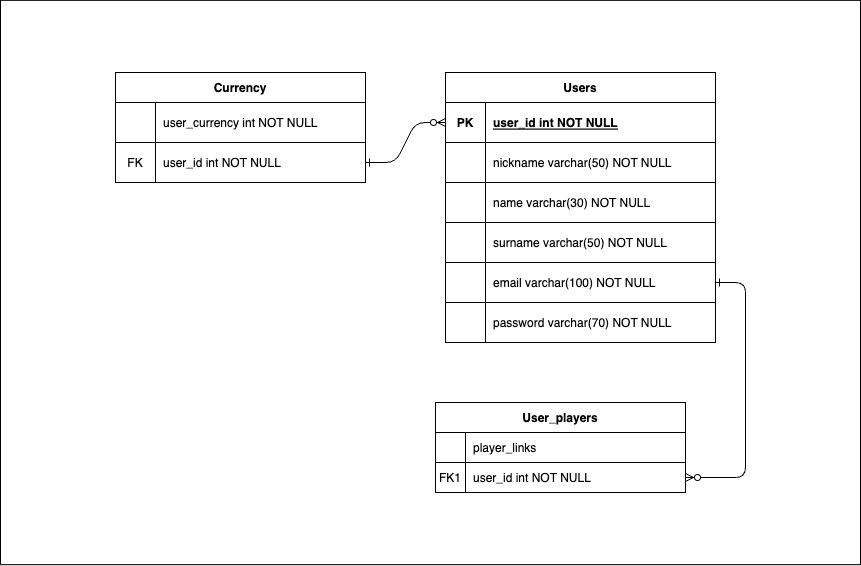 Currency
user_currency int NOT NULL
FK user_id int NOT NULL
Users
PK user_id int NOT NULL
nickname varchar(50) NOT NULL
name varchar(30) NOT NULL
surname varchar(50) NOT NULL
email varchar(100) NOT NULL
password varchar(70) NOT NULL
User_players
player_links
FK1 user_id int NOT NULL